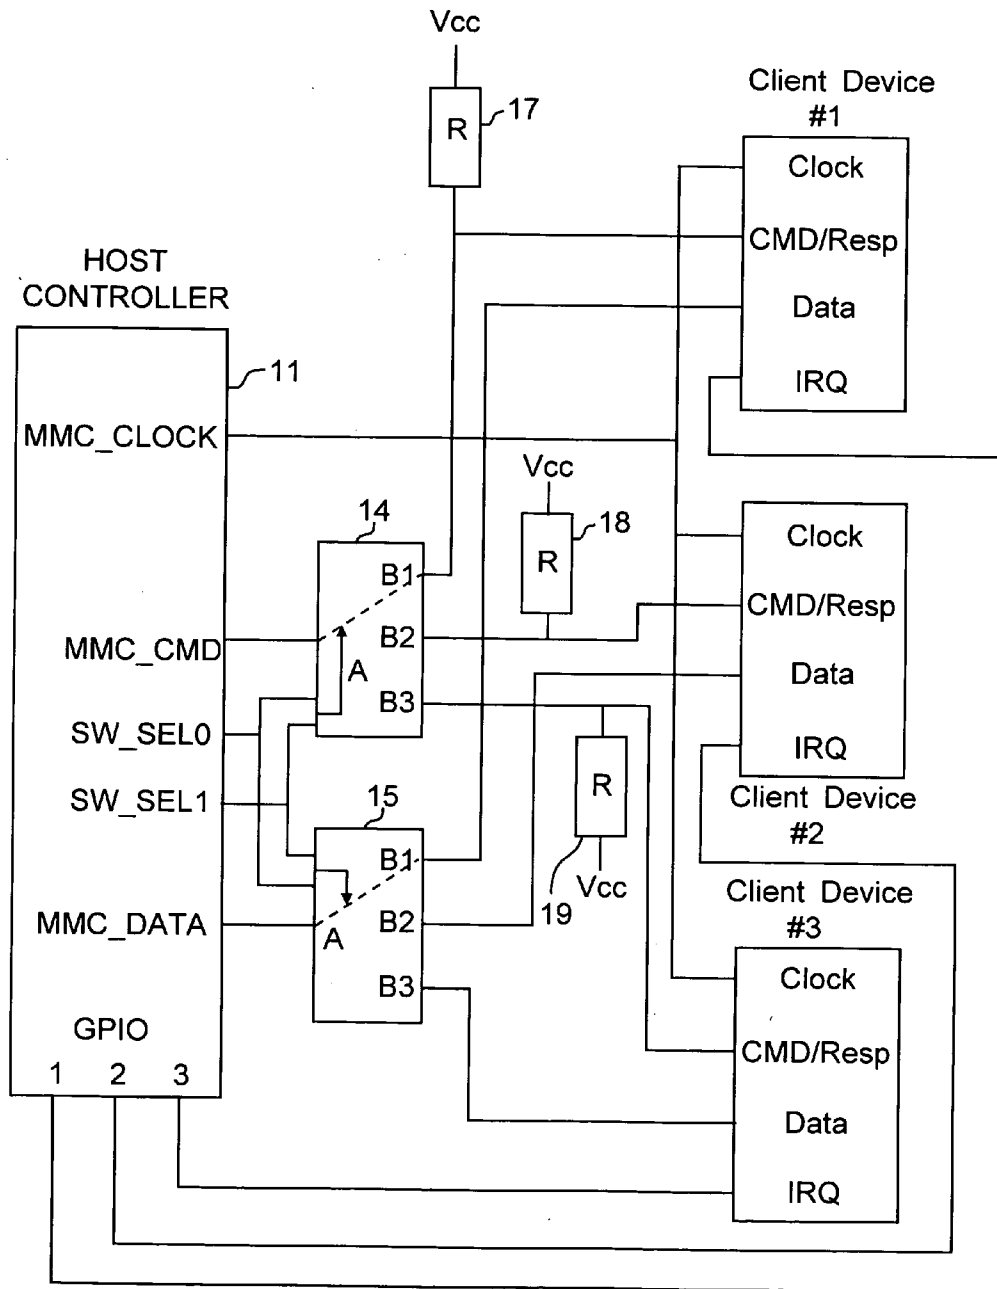 Vcc
R
17
Client Device
#1
Clock
CMD/Resp
Data
IRQ
HOST
CONTROLLER
11
MMC_CLOCK
MMC_CMD
SW_SEL0
SW_SEL1
MMC_DATA
GPIO
1 2 3
14
B1
B2
B3
A
15
B1
B2
B3
A
Vcc
R
18
R
19
Vcc
Clock
CMD/Resp
Data
IRQ
Client Device
#2
Client Device
#3
Clock
CMD/Resp
Data
IRQ